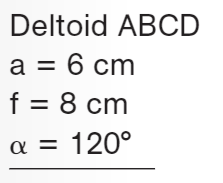 Deltoid ABCD
a = 6 cm
f = 8 cm
α = 120°